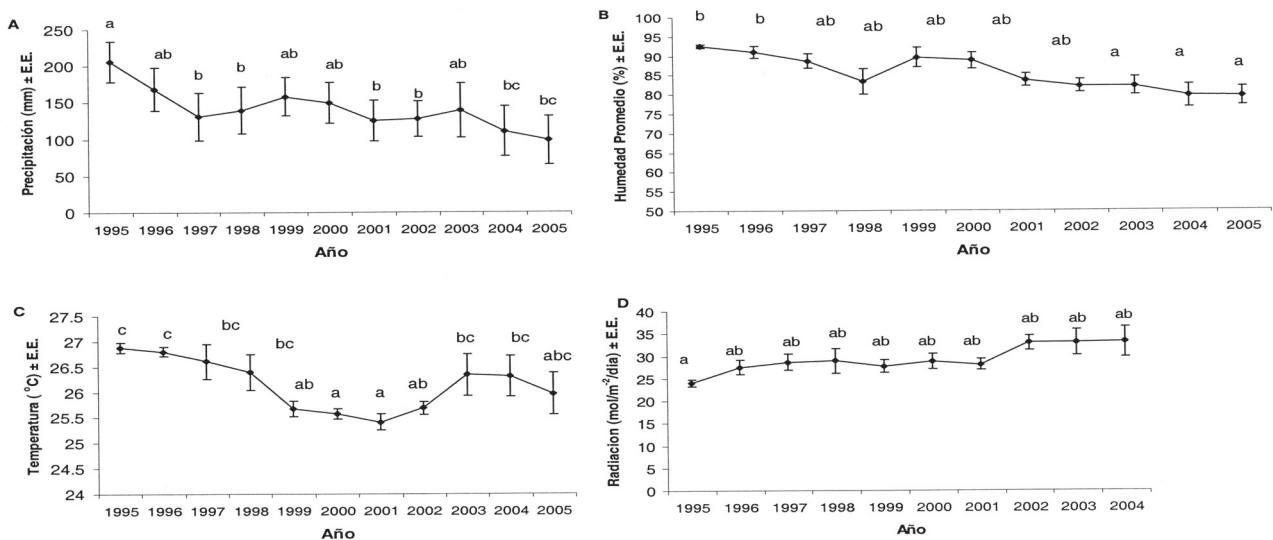 A
Precipitación (mm) ± E.E.
250
200
150
100
50
0
a ab b b ab ab b b ab bc bc
1995 1996 1997 1998 1999 2000 2001 2002 2003 2004 2005
Año
B
Humedad Promedio (%) ± E.E.
100
95
90
85
80
75
70
65
60
55
50
b b ab ab ab ab ab a a a
1995 1996 1997 1998 1999 2000 2001 2002 2003 2004 2005
Año
C
Temperatura (°C) ± E.E.
27.5
27
26.5
26
25.5
25
24.5
24
c c bc bc ab a a ab bc bc abc
1995 1996 1997 1998 1999 2000 2001 2002 2003 2004 2005
Año
D
Radiacion (mol/m⁻²/dia) ± E.E.
40
35
30
25
20
15
10
5
0
a ab ab ab ab ab ab ab ab ab
1995 1996 1997 1998 1999 2000 2001 2002 2003 2004
Año